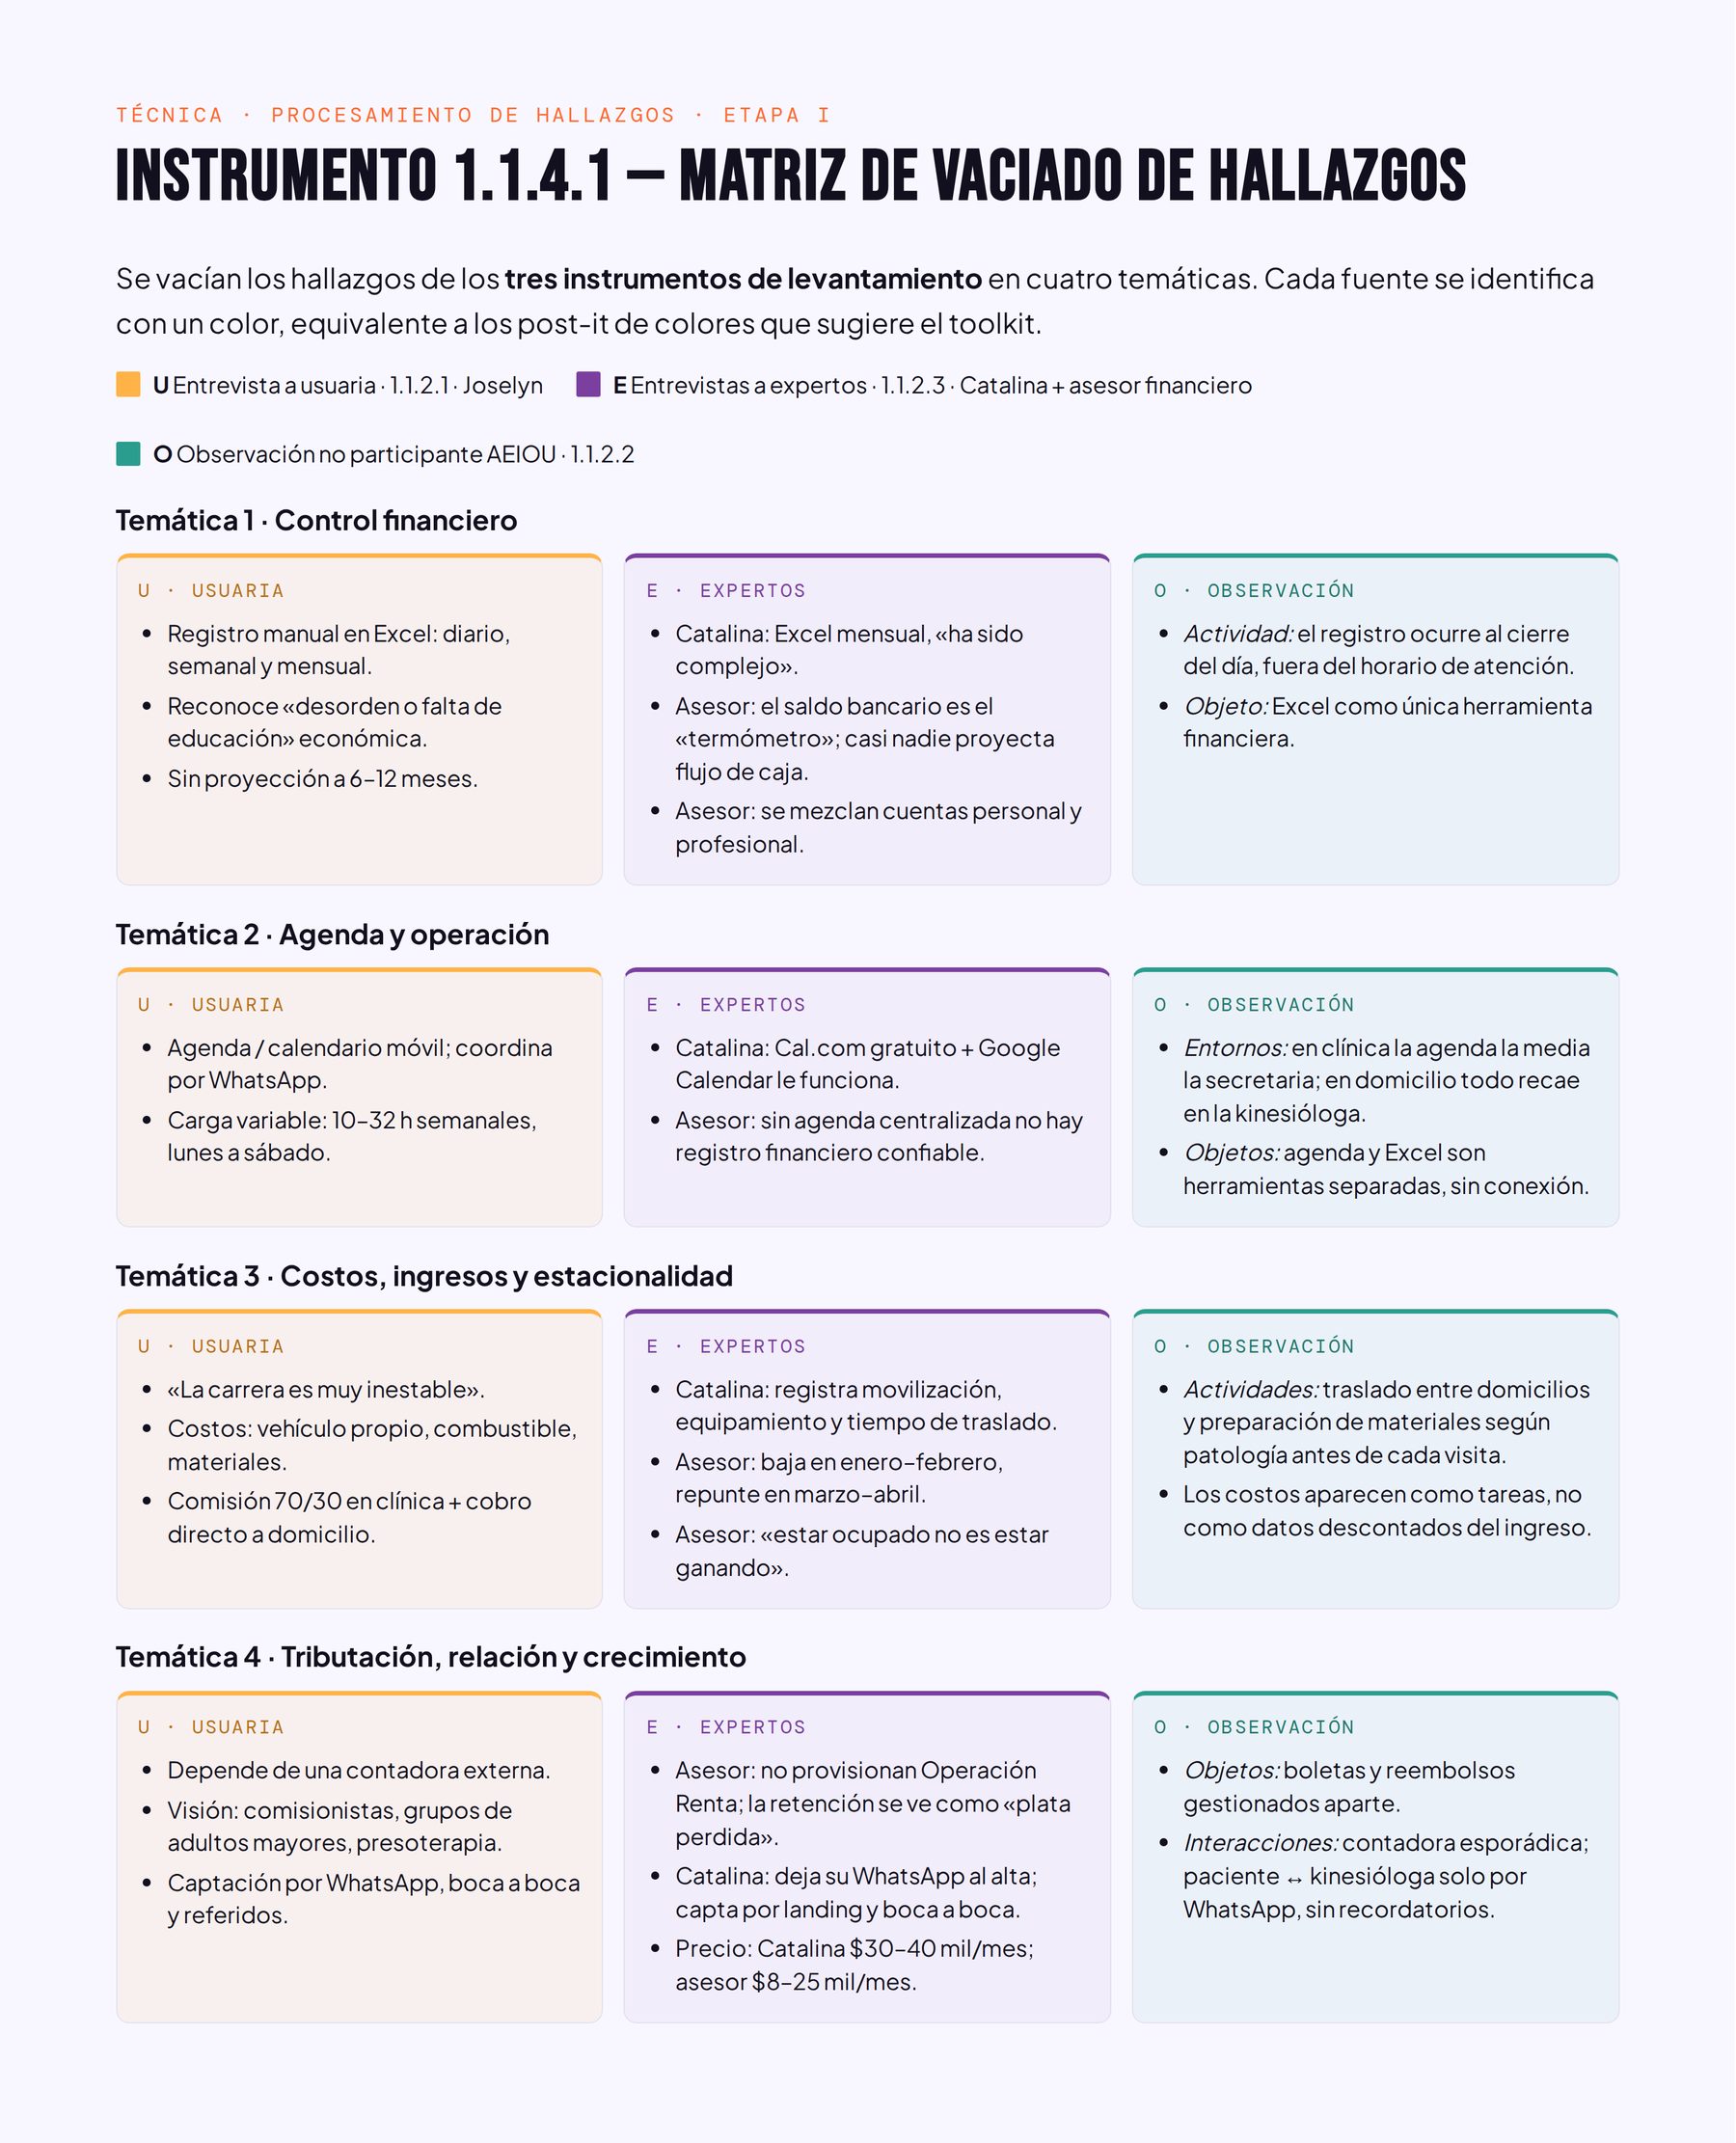 TÉCNICA · PROCESAMIENTO DE HALLAZGOS · ETAPA I
INSTRUMENTO 1.1.4.1 — MATRIZ DE VACIADO DE HALLAZGOS
Se vacían los hallazgos de los tres instrumentos de levantamiento en cuatro temáticas. Cada fuente se identifica
con un color, equivalente a los post-it de colores que sugiere el toolkit.
U Entrevista a usuaria · 1.1.2.1 · Joselyn
E Entrevistas a expertos · 1.1.2.3 · Catalina + asesor financiero
O Observación no participante AEIOU · 1.1.2.2
Temática 1 · Control financiero
U · USUARIA
• Registro manual en Excel: diario,
semanal y mensual.
• Reconoce «desorden o falta de
educación» económica.
• Sin proyección a 6–12 meses.
E · EXPERTOS
• Catalina: Excel mensual, «ha sido
complejo».
• Asesor: el saldo bancario es el
«termómetro»; casi nadie proyecta
flujo de caja.
• Asesor: se mezclan cuentas personal y
profesional.
O · OBSERVACIÓN
• Actividad: el registro ocurre al cierre
del día, fuera del horario de atención.
• Objeto: Excel como única herramienta
financiera.
Temática 2 · Agenda y operación
U · USUARIA
• Agenda / calendario móvil; coordina
por WhatsApp.
• Carga variable: 10–32 h semanales,
lunes a sábado.
E · EXPERTOS
• Catalina: Cal.com gratuito + Google
Calendar le funciona.
• Asesor: sin agenda centralizada no hay
registro financiero confiable.
O · OBSERVACIÓN
• Entornos: en clínica la agenda la media
la secretaria; en domicilio todo recae
en la kinesióloga.
• Objetos: agenda y Excel son
herramientas separadas, sin conexión.
Temática 3 · Costos, ingresos y estacionalidad
U · USUARIA
• «La carrera es muy inestable».
• Costos: vehículo propio, combustible,
materiales.
• Comisión 70/30 en clínica + cobro
directo a domicilio.
E · EXPERTOS
• Catalina: registra movilización,
equipamiento y tiempo de traslado.
• Asesor: baja en enero–febrero,
repunte en marzo–abril.
• Asesor: «estar ocupado no es estar
ganando».
O · OBSERVACIÓN
• Actividades: traslado entre domicilios
y preparación de materiales según
patología antes de cada visita.
• Los costos aparecen como tareas, no
como datos descontados del ingreso.
Temática 4 · Tributación, relación y crecimiento
U · USUARIA
• Depende de una contadora externa.
• Visión: comisionistas, grupos de
adultos mayores, presoterapia.
• Captación por WhatsApp, boca a boca
y referidos.
E · EXPERTOS
• Asesor: no provisionan Operación
Renta; la retención se ve como «plata
perdida».
• Catalina: deja su WhatsApp al alta;
capta por landing y boca a boca.
• Precio: Catalina $30–40 mil/mes;
asesor $8–25 mil/mes.
O · OBSERVACIÓN
• Objetos: boletas y reembolsos
gestionados aparte.
• Interacciones: contadora esporádica;
paciente ↔ kinesióloga solo por
WhatsApp, sin recordatorios.